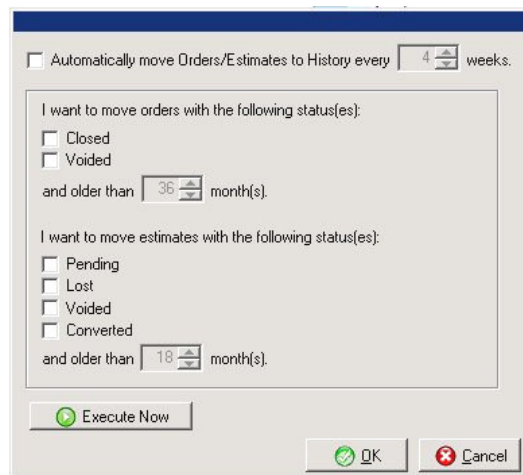 Automatically move Orders/Estimates to History every 4 weeks.
I want to move orders with the following status(es):
Closed
Voided
and older than 36 month(s).
I want to move estimates with the following status(es):
Pending
Lost
Voided
Converted
and older than 18 month(s).
Execute Now
OK Cancel